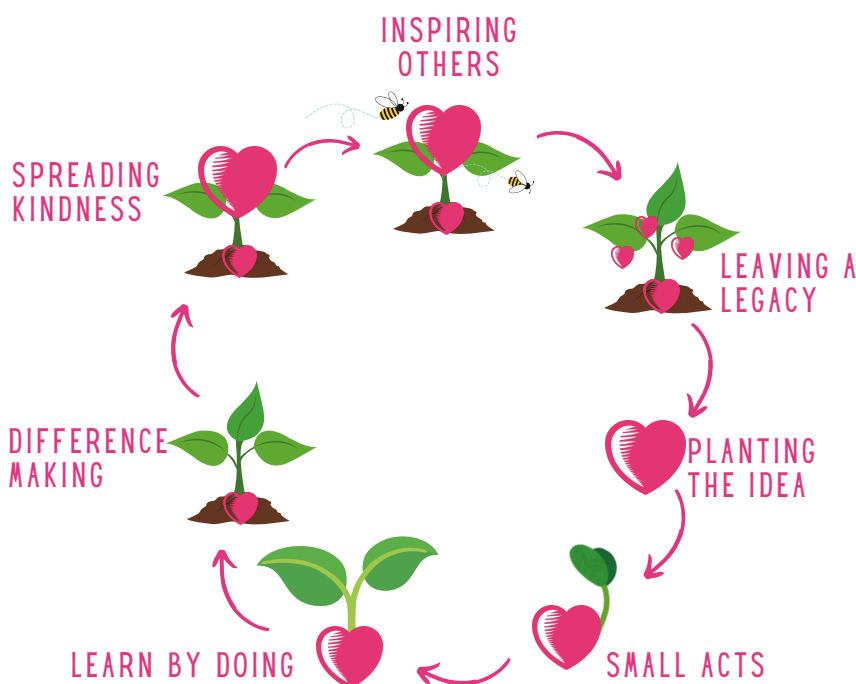 INSPIRING
OTHERS
SPREADING
KINDNESS
LEAVING A
LEGACY
DIFFERENCE
MAKING
PLANTING
THE IDEA
LEARN BY DOING
SMALL ACTS